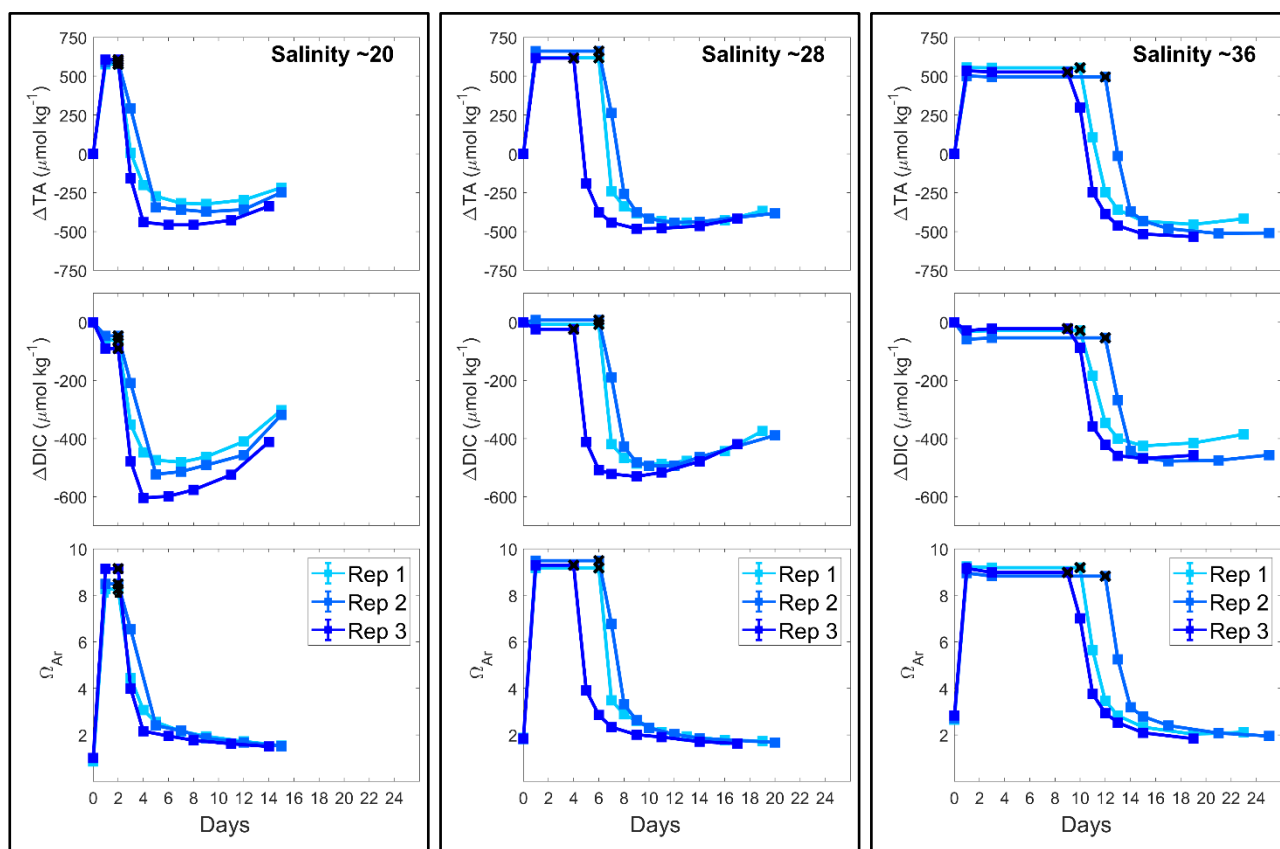 Salinity ~20
750
500
250
0
-250
-500
-750
ΔTA (μmol kg⁻¹)
Salinity ~28
750
500
250
0
-250
-500
-750
ΔTA (μmol kg⁻¹)
Salinity ~36
750
500
250
0
-250
-500
-750
ΔTA (μmol kg⁻¹)
0
-200
-400
-600
ΔDIC (μmol kg⁻¹)
0
-200
-400
-600
ΔDIC (μmol kg⁻¹)
0
-200
-400
-600
ΔDIC (μmol kg⁻¹)
10
8
6
4
2
Ω_Ar
Rep 1
Rep 2
Rep 3
0 2 4 6 8 10 12 14 16 18 20 22 24
Days
10
8
6
4
2
Ω_Ar
Rep 1
Rep 2
Rep 3
0 2 4 6 8 10 12 14 16 18 20 22 24
Days
10
8
6
4
2
Ω_Ar
Rep 1
Rep 2
Rep 3
0 2 4 6 8 10 12 14 16 18 20 22 24
Days